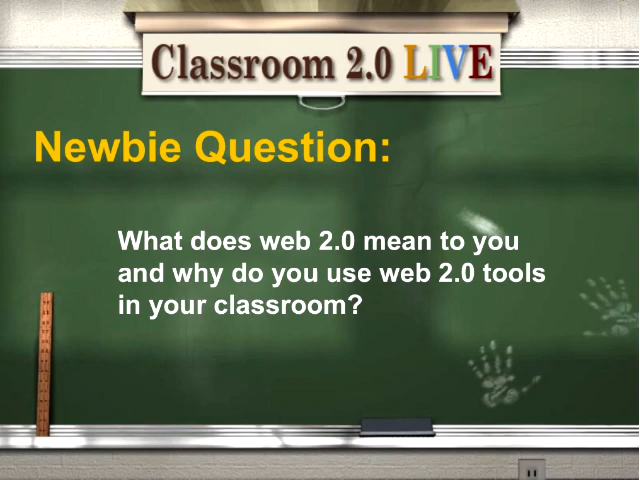 Classroom 2.0 LIVE
Newbie Question:
What does web 2.0 mean to you
and why do you use web 2.0 tools
in your classroom?